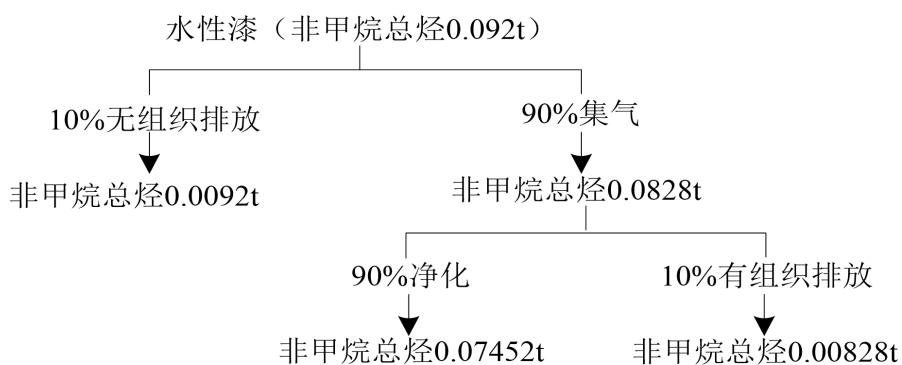 水性漆（非甲烷总烃0.092t）
10%无组织排放
90%集气
非甲烷总烃0.0092t
非甲烷总烃0.0828t
90%净化
10%有组织排放
非甲烷总烃0.07452t
非甲烷总烃0.00828t